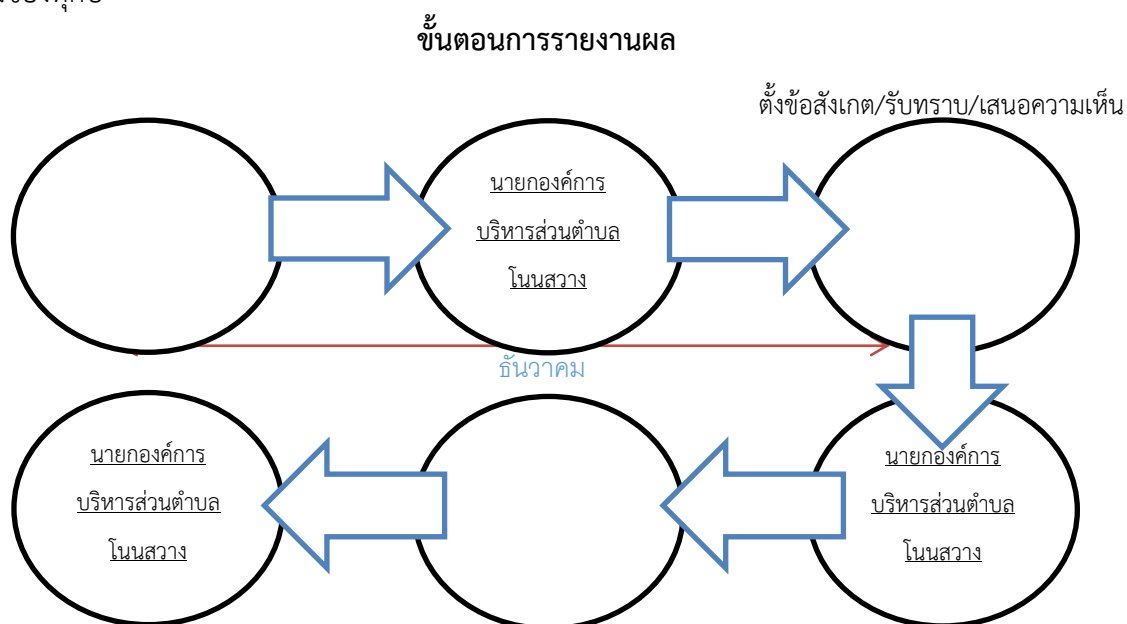 ขั้นตอนการรายงานผล
ตั้งข้อสังเกต/รับทราบ/เสนอความเห็น
นายกองค์การ
บริหารส่วนตำบล
โนนสวาง
ธันวาคม
นายกองค์การ
บริหารส่วนตำบล
โนนสวาง
นายกองค์การ
บริหารส่วนตำบล
โนนสวาง